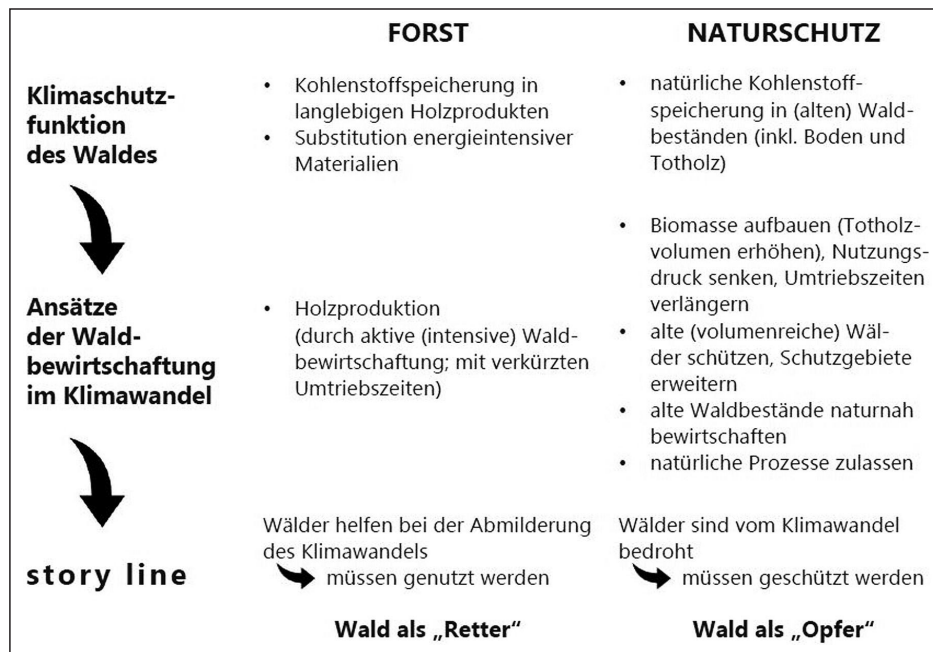 FORST
NATURSCHUTZ
Klimaschutz-
funktion
des Waldes
• Kohlenstoffspeicherung in
langlebigen Holzprodukten
• Substitution energieintensiver
Materialien
• natürliche Kohlenstoff-
speicherung in (alten) Wald-
beständen (inkl. Boden und
Totholz)
Ansätze
der Wald-
bewirtschaftung
im Klimawandel
• Holzproduktion
(durch aktive (intensive) Wald-
bewirtschaftung; mit verkürzten
Umtriebszeiten)
• Biomasse aufbauen (Totholz-
volumen erhöhen), Nutzungs-
druck senken, Umtriebszeiten
verlängern
• alte (volumenreiche) Wäl-
der schützen, Schutzgebiete
erweitern
• alte Waldbestände naturnah
bewirtschaften
• natürliche Prozesse zulassen
story line
Wälder helfen bei der Abmilderung
des Klimawandels
müssen genutzt werden
Wald als „Retter“
Wälder sind vom Klimawandel
bedroht
müssen geschützt werden
Wald als „Opfer“